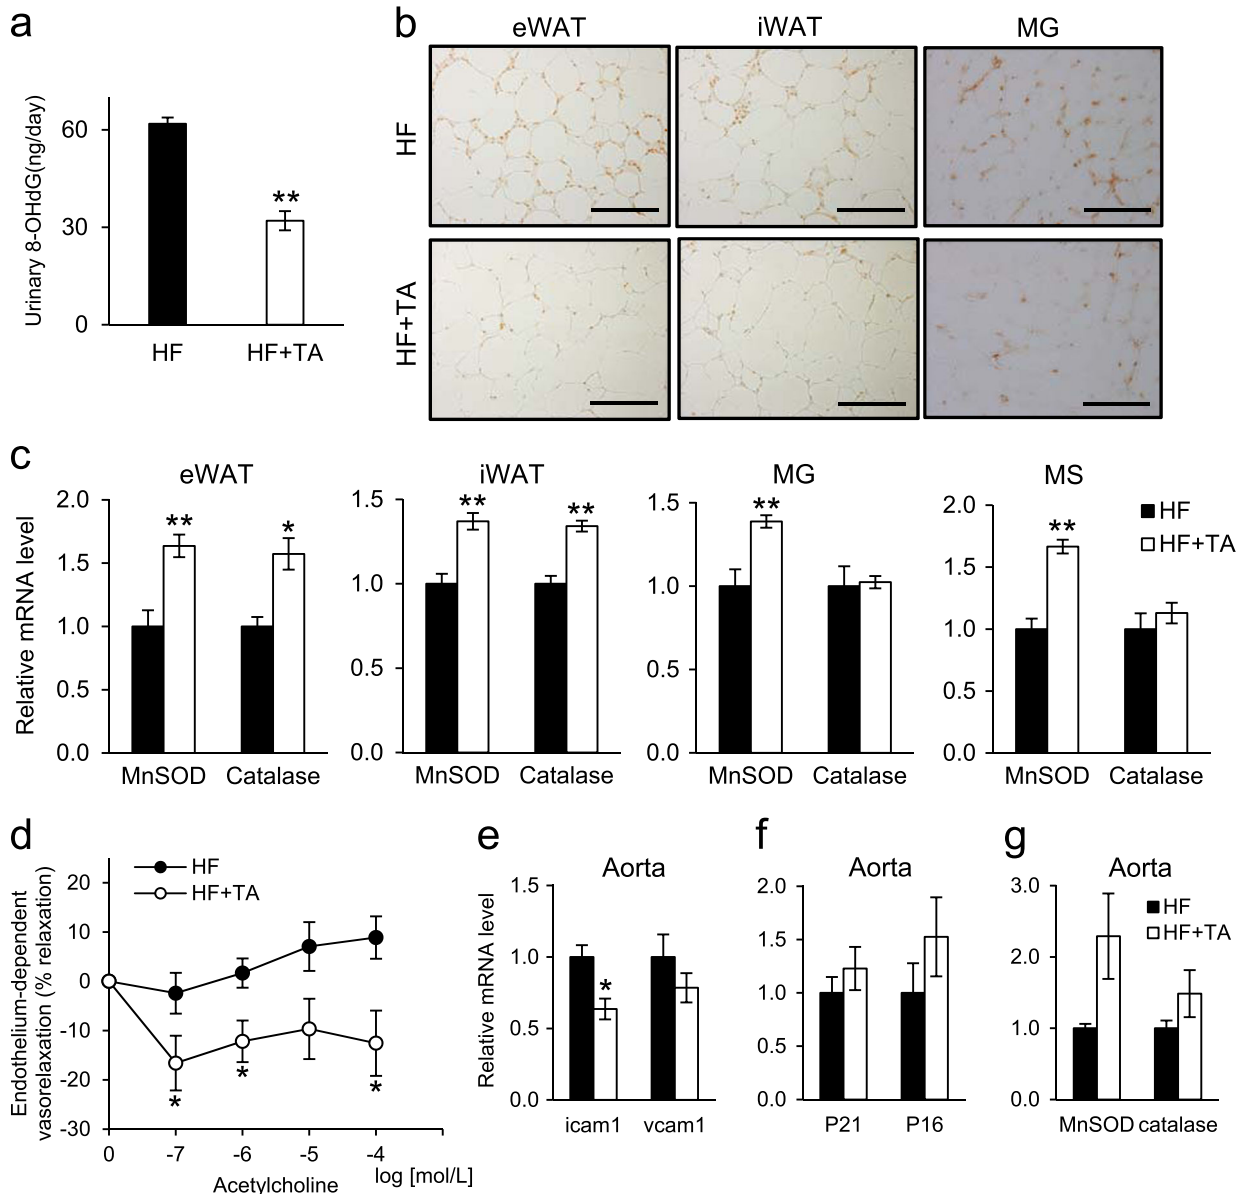 a
Urinary 8-OHdG(ng/day)
60
30
0
**
HF
HF+TA
b
eWAT
iWAT
MG
HF
HF+TA
c
Relative mRNA level
eWAT
2.0
1.5
1.0
0.5
0.0
**
*
MnSOD
Catalase
iWAT
1.5
1.0
0.5
0.0
**
**
MnSOD
Catalase
MG
1.5
1.0
0.5
0.0
**
MnSOD
Catalase
MS
2.0
1.5
1.0
0.5
0.0
**
HF
HF+TA
MnSOD
Catalase
d
Endothelium-dependent
vasorelaxation (% relaxation)
20
10
0
-10
-20
-30
HF
HF+TA
*
*
*
0
-7
-6
-5
-4
log [mol/L]
Acetylcholine
e
Aorta
Relative mRNA level
1.5
1.0
0.5
0.0
*
icam1
vcam1
f
Aorta
2.0
1.5
1.0
0.5
0.0
P21
P16
g
Aorta
3.0
2.0
1.0
0.0
HF
HF+TA
MnSOD
catalase